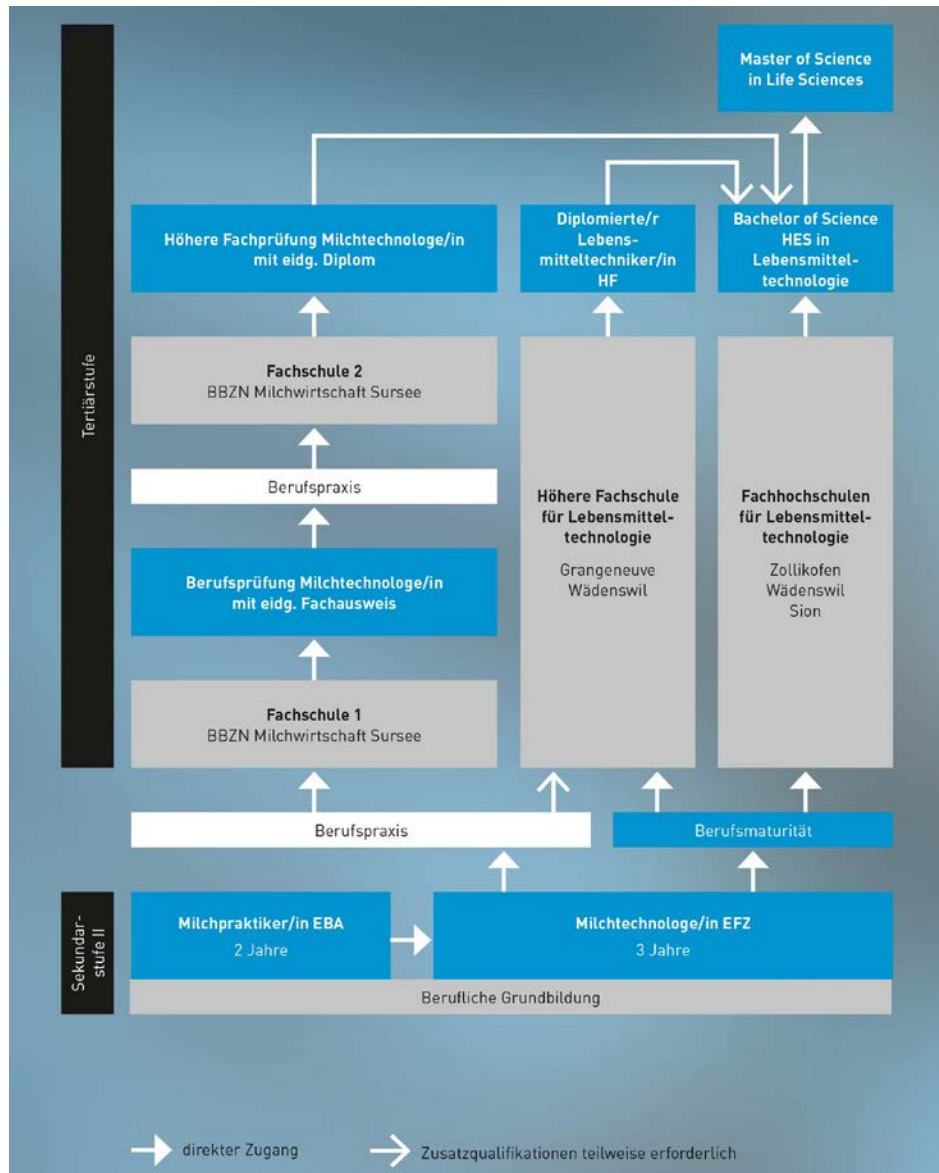 Master of Science
in Life Sciences
Höhere Fachprüfung Milchtechnologe/in
mit eidg. Diplom
Diplomierte/r
Lebens-
mitteltechniker/in
HF
Bachelor of Science
HES in
Lebensmittel-
technologie
Tertiärstufe
Fachschule 2
BBZN Milchwirtschaft Sursee
Berufspraxis
Berufsprüfung Milchtechnologe/in
mit eidg. Fachausweis
Fachschule 1
BBZN Milchwirtschaft Sursee
Höhere Fachschule
für Lebensmittel-
technologie
Grangeneuve
Wädenswil
Fachhochschulen
für Lebensmittel-
technologie
Zollikofen
Wädenswil
Sion
Berufspraxis
Berufsmaturität
Sekundar-
stufe II
Milchpraktiker/in EBA
2 Jahre
Milchtechnologe/in EFZ
3 Jahre
Berufliche Grundbildung
direkter Zugang
Zusatzqualifikationen teilweise erforderlich